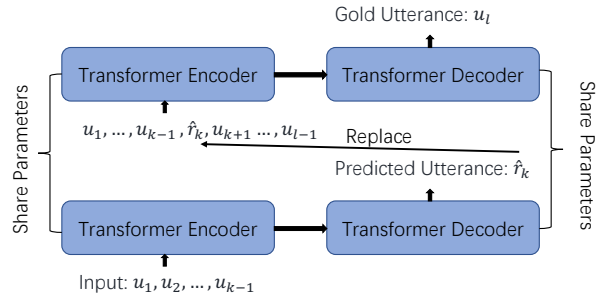 Gold Utterance: u_l
Transformer Encoder
Transformer Decoder
u_1, …, u_{k−1}, r̂_k, u_{k+1} …, u_{l−1}
Replace
Predicted Utterance: r̂_k
Share Parameters
Share Parameters
Transformer Encoder
Transformer Decoder
Input: u_1, u_2, …, u_{k−1}